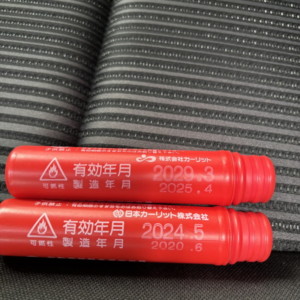 株式会社カーリット
有効年月 2029.3
製造年月 2025.4
可燃性
日本カーリット株式会社
有効年月 2024.5
製造年月 2020.6
可燃性